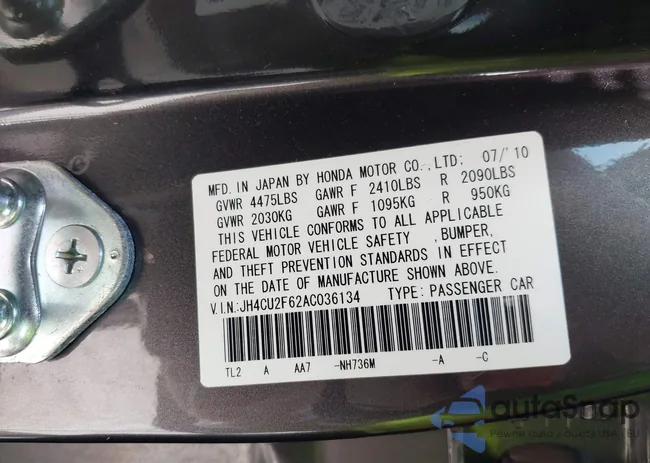 MFD. IN JAPAN BY HONDA MOTOR CO.,LTD: 07/'10
GVWR 4475LBS GAWR F 2410LBS R 2090LBS
GVWR 2030KG GAWR F 1095KG R 950KG
THIS VEHICLE CONFORMS TO ALL APPLICABLE
FEDERAL MOTOR VEHICLE SAFETY ,BUMPER,
AND THEFT PREVENTION STANDARDS IN EFFECT
ON THE DATE OF MANUFACTURE SHOWN ABOVE.
V.I.N:JH4CU2F62AC036134 TYPE: PASSENGER CAR
TL2 A AA7 -NH736M -A -C
autoSnap